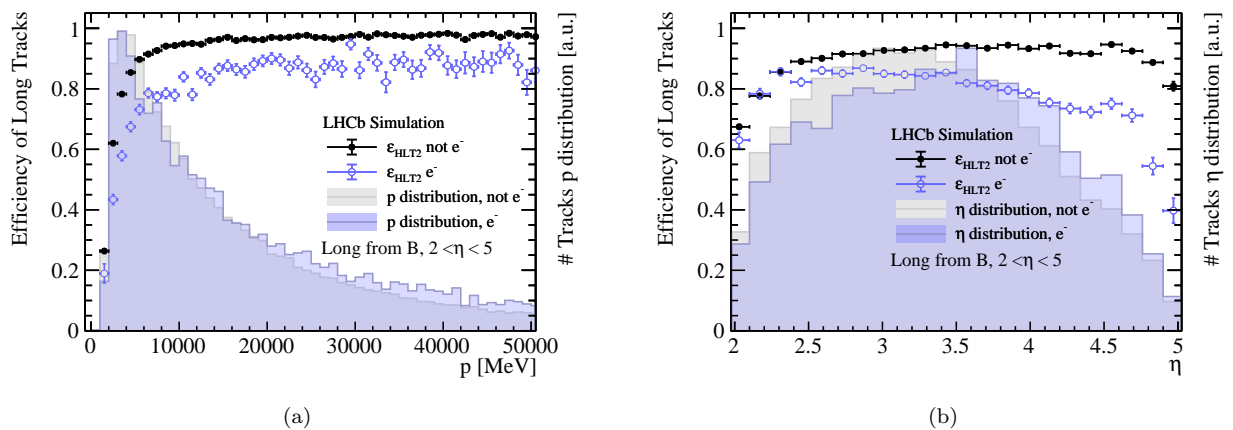 Efficiency of Long Tracks
1
0.8
0.6
0.4
0.2
0
LHCb Simulation
ε_HLT2 not e⁻
ε_HLT2 e⁻
p distribution, not e⁻
p distribution, e⁻
Long from B, 2 < η < 5
0 10000 20000 30000 40000 50000
p [MeV]
# Tracks p distribution [a.u.]
(a)
Efficiency of Long Tracks
1
0.8
0.6
0.4
0.2
0
LHCb Simulation
ε_HLT2 not e⁻
ε_HLT2 e⁻
η distribution, not e⁻
η distribution, e⁻
Long from B, 2 < η < 5
2 2.5 3 3.5 4 4.5 5
η
# Tracks η distribution [a.u.]
(b)